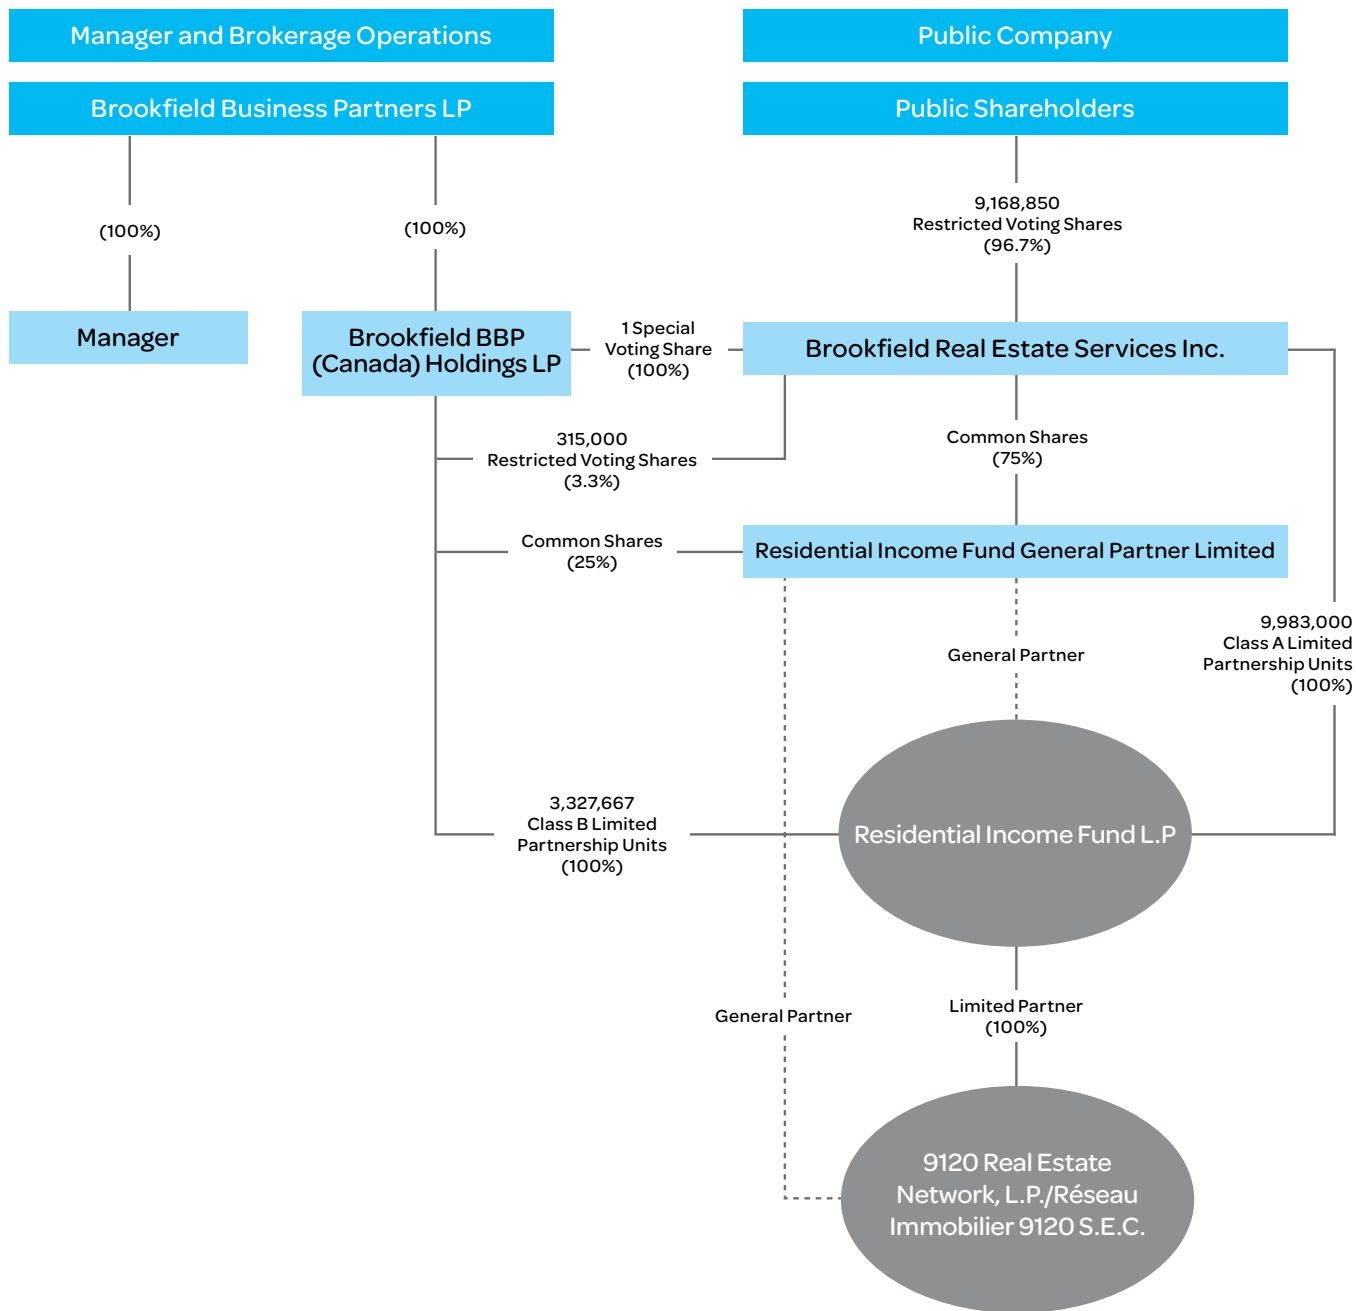 Manager and Brokerage Operations
Public Company
Brookfield Business Partners LP
Public Shareholders
(100%)
(100%)
9,168,850
Restricted Voting Shares
(96.7%)
Manager
Brookfield BBP
(Canada) Holdings LP
1 Special
Voting Share
(100%)
Brookfield Real Estate Services Inc.
315,000
Restricted Voting Shares
(3.3%)
Common Shares
(75%)
Common Shares
(25%)
Residential Income Fund General Partner Limited
9,983,000
Class A Limited
Partnership Units
(100%)
General Partner
3,327,667
Class B Limited
Partnership Units
(100%)
Residential Income Fund L.P
General Partner
Limited Partner
(100%)
9120 Real Estate
Network, L.P./Réseau
Immobilier 9120 S.E.C.